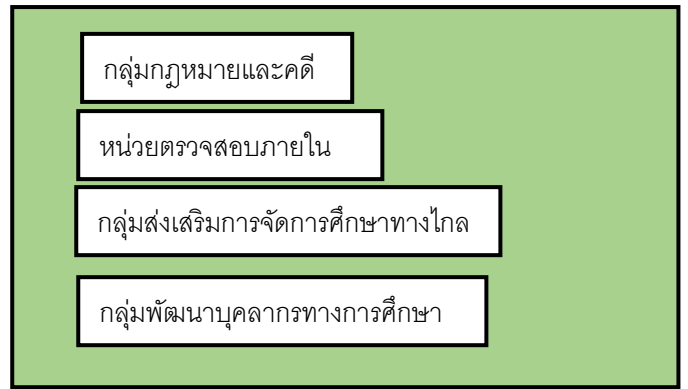 กลุ่มกฎหมายและคดี
หน่วยตรวจสอบภายใน
กลุ่มส่งเสริมการจัดการศึกษาทางไกล
กลุ่มพัฒนาบุคลากรทางการศึกษา